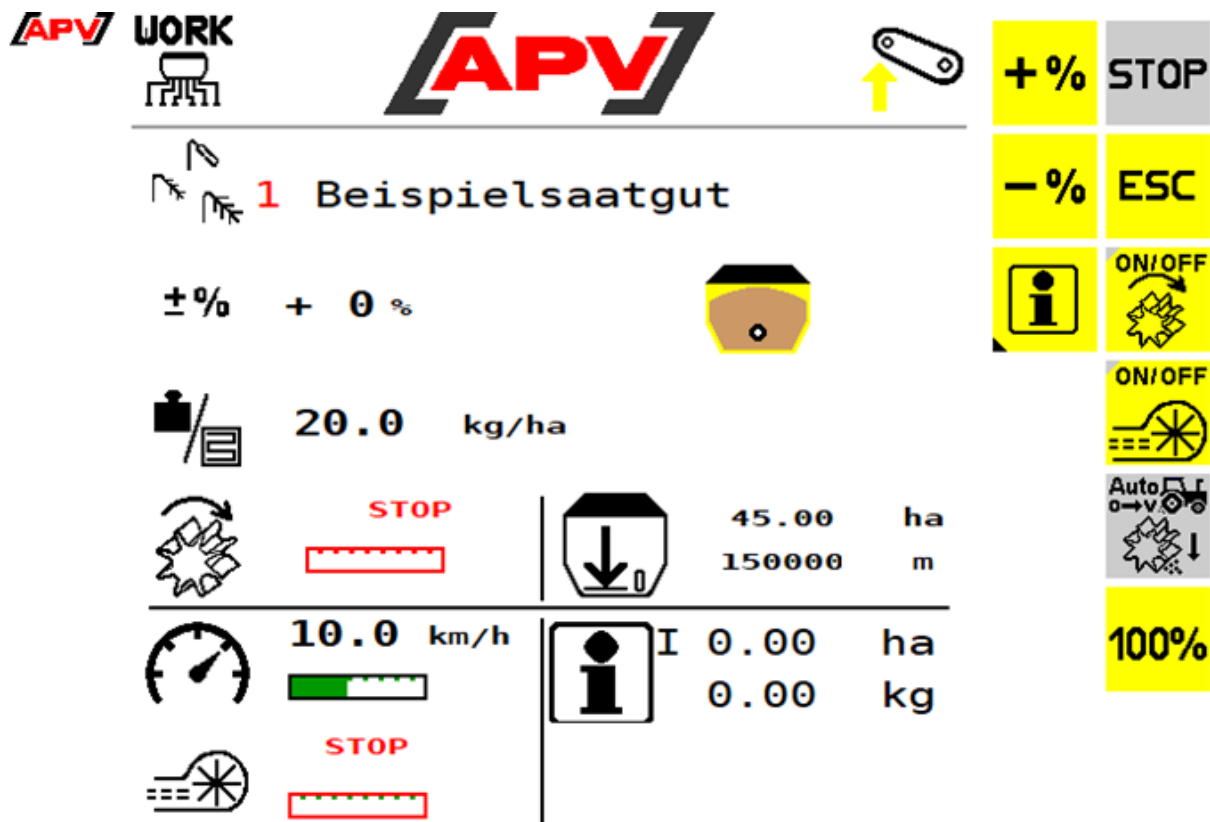 APV WORK APV
+% STOP
-% ESC
1 Beispielsaatgut
ON/OFF
±% + 0 %
ON/OFF
20.0 kg/ha
STOP
45.00 ha
150000 m
Auto
0→V
10.0 km/h
I 0.00 ha
0.00 kg
100%
STOP